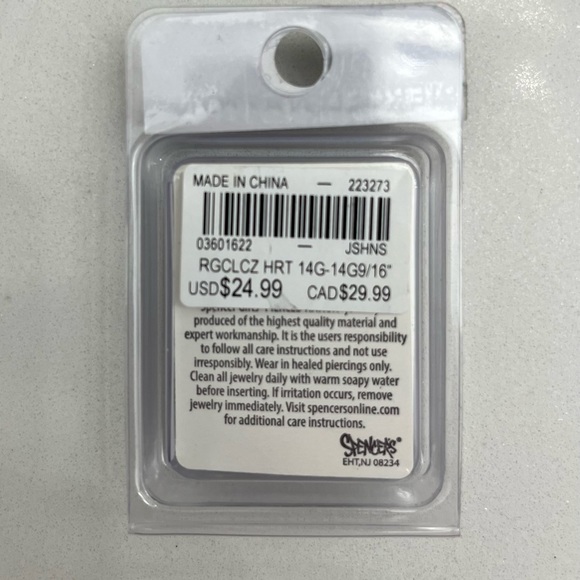 MADE IN CHINA — 223273
03601622 — JSHNS
RGCLCZ HRT 14G-14G9/16"
USD$24.99 CAD$29.99
produced of the highest quality material and
expert workmanship. It is the users responsibility
to follow all care instructions and not use
irresponsibly. Wear in healed piercings only.
Clean all jewelry daily with warm soapy water
before inserting. If irritation occurs, remove
jewelry immediately. Visit spencersonline.com
for additional care instructions.
SPENCER'S
EHT,NJ 08234